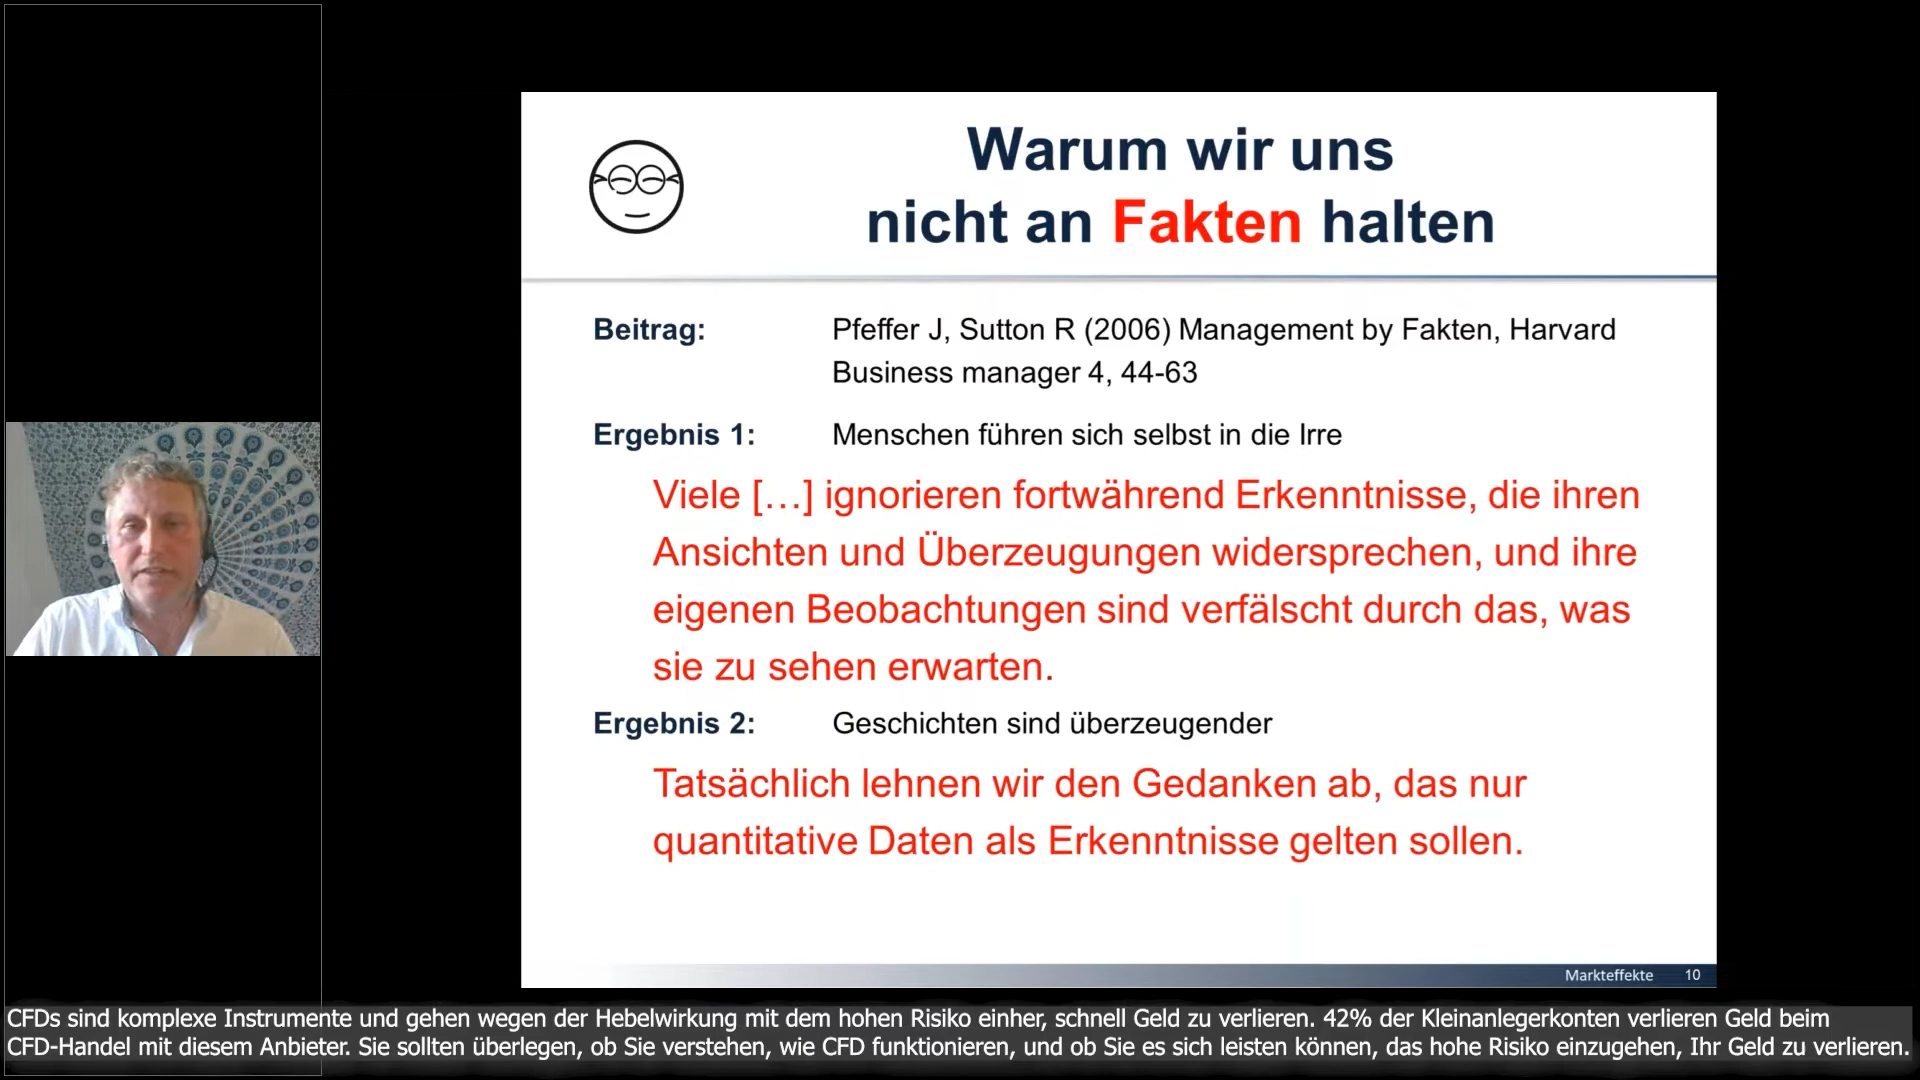 Warum wir uns
nicht an Fakten halten
Beitrag: Pfeffer J, Sutton R (2006) Management by Fakten, Harvard
Business manager 4, 44-63
Ergebnis 1: Menschen führen sich selbst in die Irre
Viele […] ignorieren fortwährend Erkenntnisse, die ihren
Ansichten und Überzeugungen widersprechen, und ihre
eigenen Beobachtungen sind verfälscht durch das, was
sie zu sehen erwarten.
Ergebnis 2: Geschichten sind überzeugender
Tatsächlich lehnen wir den Gedanken ab, das nur
quantitative Daten als Erkenntnisse gelten sollen.
Markteffekte 10
CFDs sind komplexe Instrumente und gehen wegen der Hebelwirkung mit dem hohen Risiko einher, schnell Geld zu verlieren. 42% der Kleinanlegerkonten verlieren Geld beim
CFD-Handel mit diesem Anbieter. Sie sollten überlegen, ob Sie verstehen, wie CFD funktionieren, und ob Sie es sich leisten können, das hohe Risiko einzugehen, Ihr Geld zu verlieren.